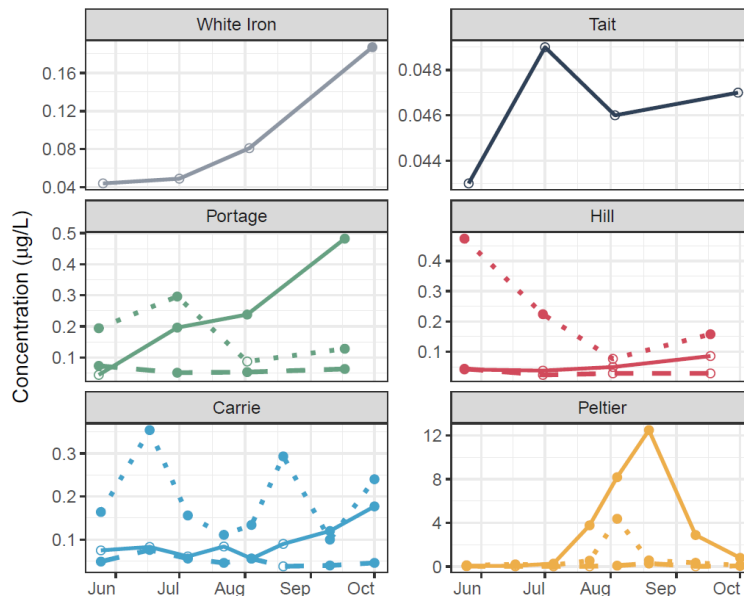 White Iron
Tait
0.16
0.12
0.08
0.04
0.048
0.046
0.044
Portage
Hill
0.5
0.4
0.3
0.2
0.1
0.4
0.3
0.2
0.1
Concentration (µg/L)
Carrie
Peltier
0.3
0.2
0.1
12
8
4
0
Jun Jul Aug Sep Oct
Jun Jul Aug Sep Oct